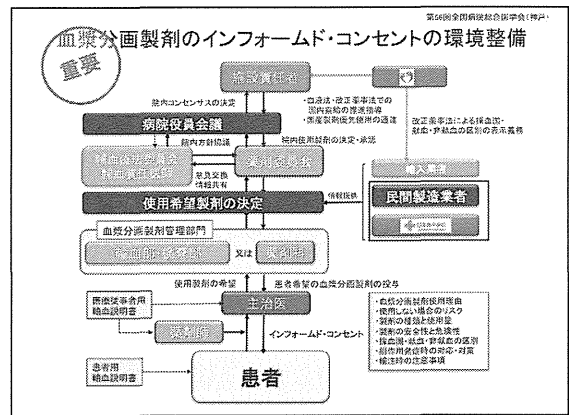 第56回全国病院総合医学会(神戸)
血漿分画製剤のインフォームド・コンセントの環境整備
重要
施設責任者
院内コンセンサスの決定
・血液法・改正薬事法での
国内自給の推進指導
・国産製剤優先使用の通達
改正薬事法による採血国・
献血・非献血の区別の表示義務
病院役員会議
院内方針協議
院内使用製剤の決定・承認
輸血療法委員会
薬剤委員会
意見交換
情報共有
輸入業者
使用希望製剤の決定
情報提供
民間製造業者
血漿分画製剤管理部門
又は
薬剤部
使用製剤の希望
患者希望の血漿分画製剤の投与
医療従事者用
輸血説明書
主治医
薬剤師
インフォームド・コンセント
患者用
輸血説明書
患者
・血漿分画製剤使用理由
・使用しない場合のリスク
・製剤の種類と使用量
・製剤の安全性と危険性
・採血国・献血・非献血の区別
・副作用発症時の対応・対策
・輸注時の注意事項